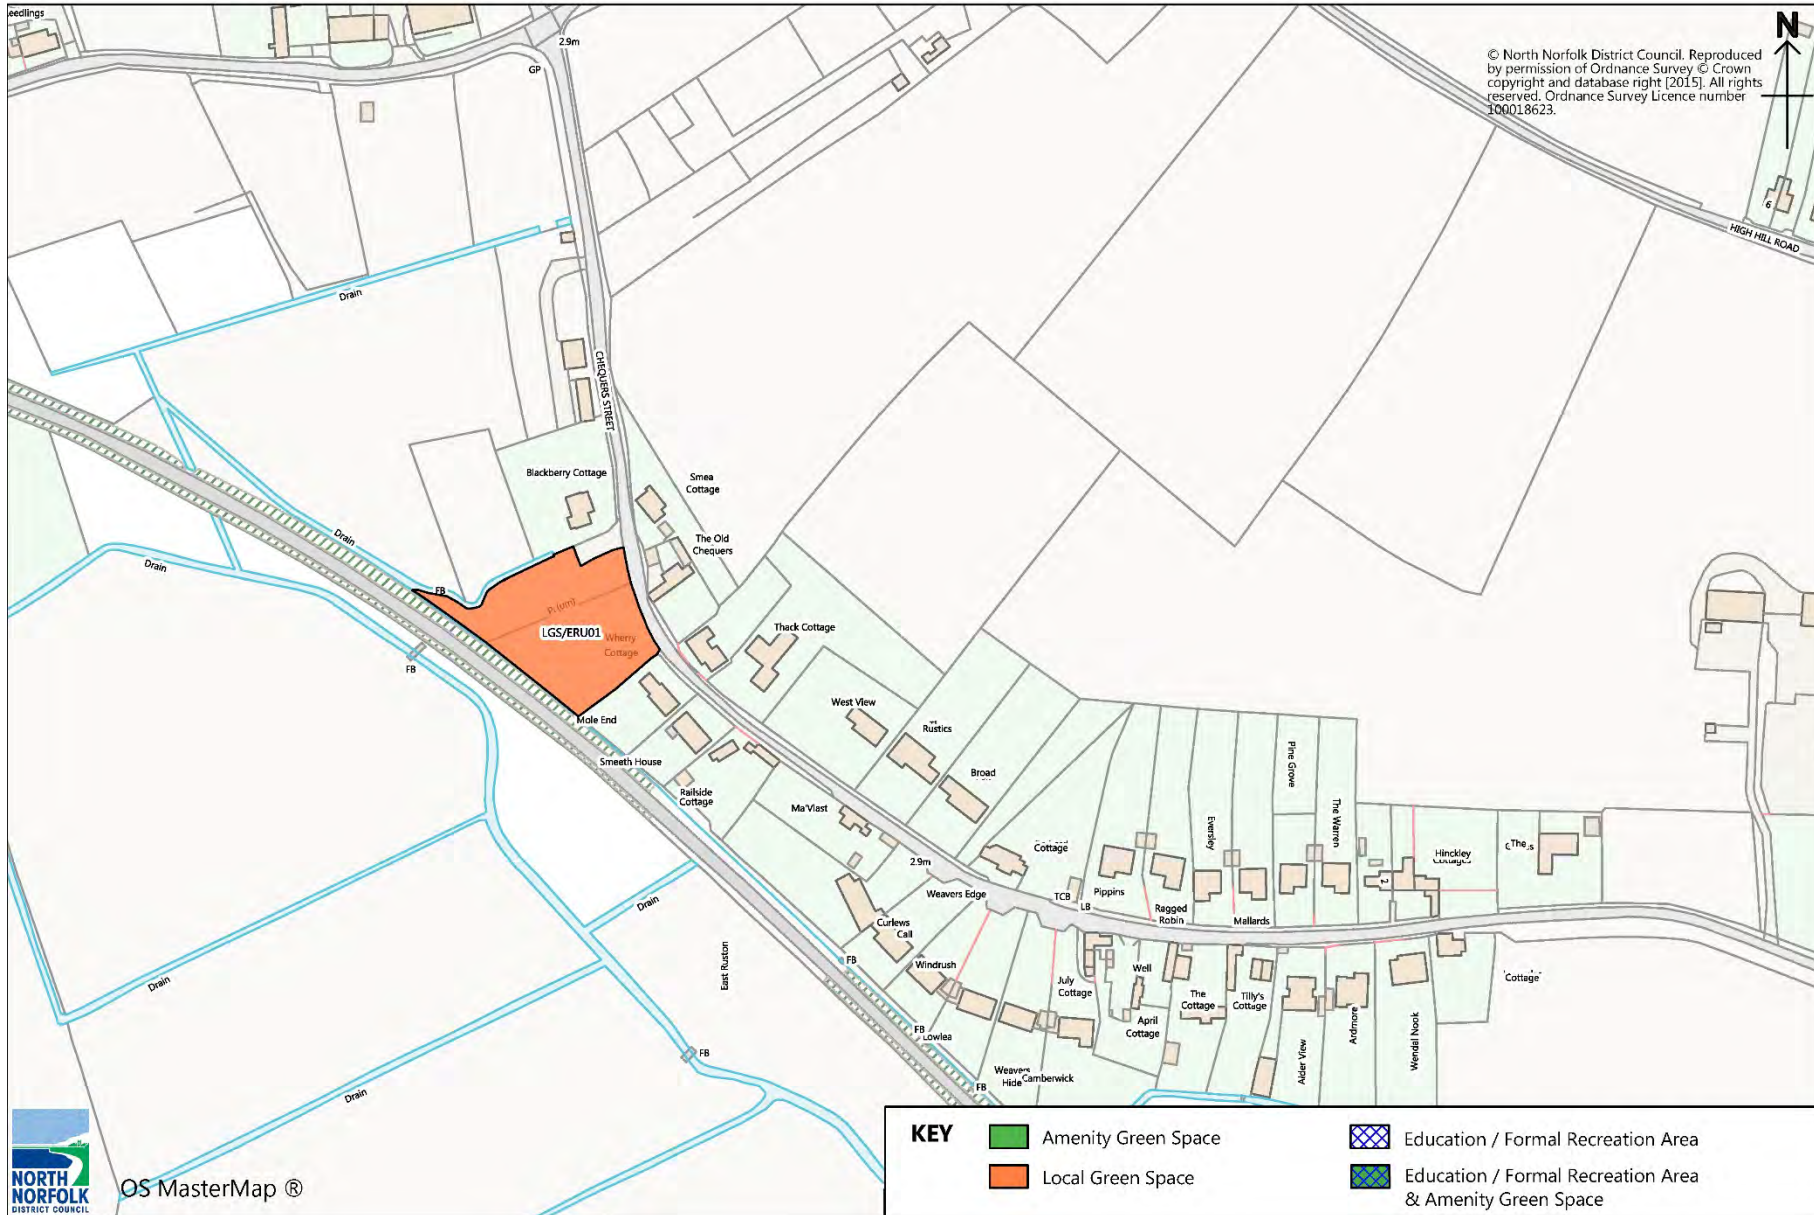 eedlings
2.9m
GP
N
© North Norfolk District Council. Reproduced
by permission of Ordnance Survey © Crown
copyright and database right [2015]. All rights
reserved. Ordnance Survey Licence number
100018623.
6
HIGH HILL ROAD
Drain
CHEQUERS STREET
Blackberry Cottage
Smea
Cottage
The Old
Chequers
Drain
Drain
FB
LGS/ERU01
Wherry
Cottage
Thack Cottage
FB
Mole End
West View
Rustics
Smeeth House
Broad
Railside
Cottage
Ma'Vlast
Pine Grove
The Warren
Eversley
2.9m
Cottage
Hinckley
Cottages
The
2
Weavers Edge
TCB
LB
Pippins
Ragged
Robin
Mallards
Drain
Curlews
Call
East Ruston
FB
Windrush
Well
July
Cottage
The
Cottage
Tilly's
Cottage
Cottage
Drain
April
Cottage
Alder View
Ardmore
Wendal Nook
FB
Lowlea
FB
Weavers
Hide
Camberwick
FB
Drain
KEY
Amenity Green Space
Education / Formal Recreation Area
Local Green Space
Education / Formal Recreation Area
& Amenity Green Space
NORTH
NORFOLK
DISTRICT COUNCIL
OS MasterMap ®